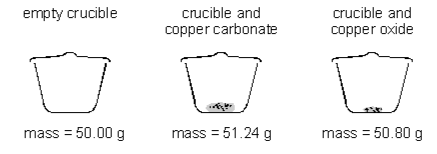 empty crucible
crucible and
copper carbonate
crucible and
copper oxide
mass = 50.00 g
mass = 51.24 g
mass = 50.80 g